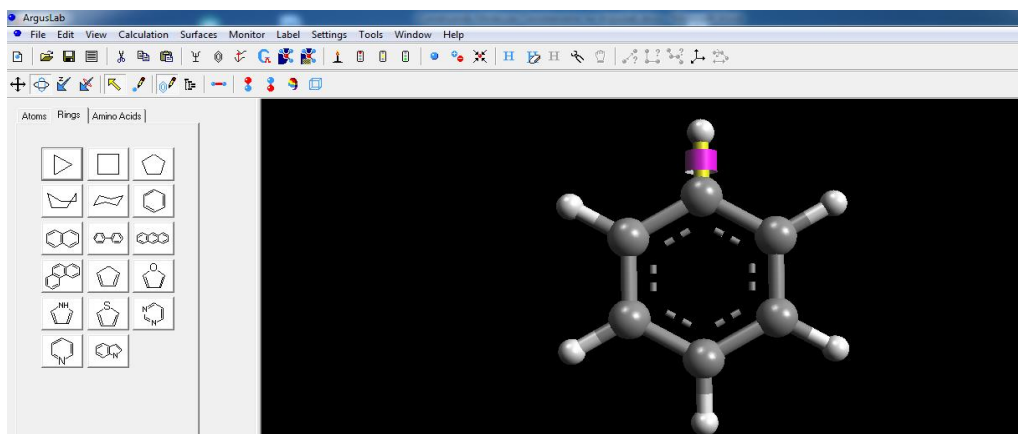 ArgusLab
File Edit View Calculation Surfaces Monitor Label Settings Tools Window Help
H H H
Atoms Rings Amino Acids
O
NH S N N
N N